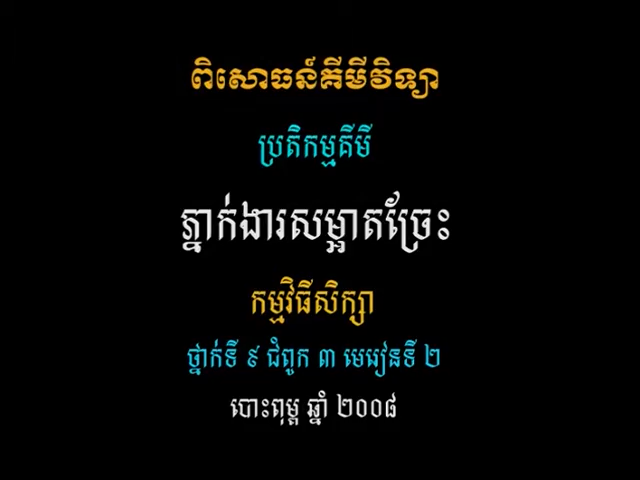 ពិសោធន៍គីមីវិទ្យា
ប្រតិកម្មគីមី
ភ្នាក់ងារសម្អាតច្រែះ
កម្មវិធីសិក្សា
ថ្នាក់ទី ៩ ជំពូក ៣ មេរៀនទី ២
បោះពុម្ព ឆ្នាំ ២០០៨